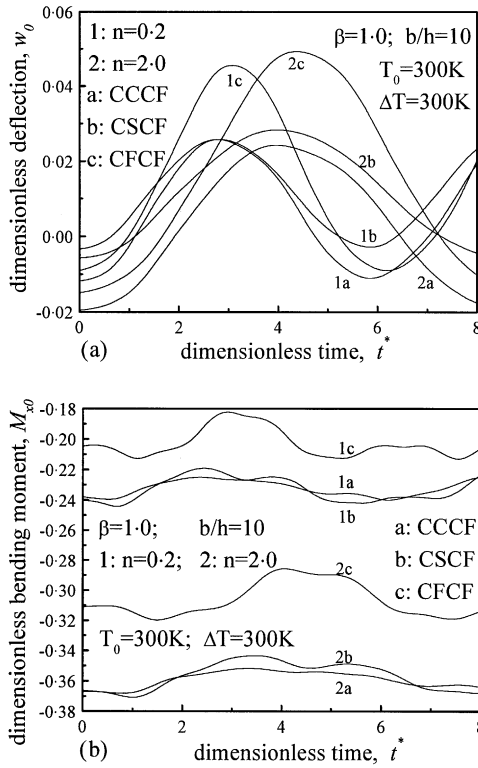 0·06
0·04
0·02
0·00
-0·02
dimensionless deflection, w₀
1: n=0·2
2: n=2·0
a: CCCF
b: CSCF
c: CFCF
β=1·0; b/h=10
T₀=300K
ΔT=300K
1c
2c
2b
1b
1a
2a
0 2 4 6 8
(a)
dimensionless time, t*
-0·18
-0·20
-0·22
-0·24
-0·26
-0·28
-0·30
-0·32
-0·34
-0·36
-0·38
dimensionless bending moment, Mₓ₀
1c
1a
1b
β=1·0; b/h=10
1: n=0·2; 2: n=2·0
a: CCCF
b: CSCF
c: CFCF
2c
T₀=300K; ΔT=300K
2b
2a
0 2 4 6 8
(b)
dimensionless time, t*